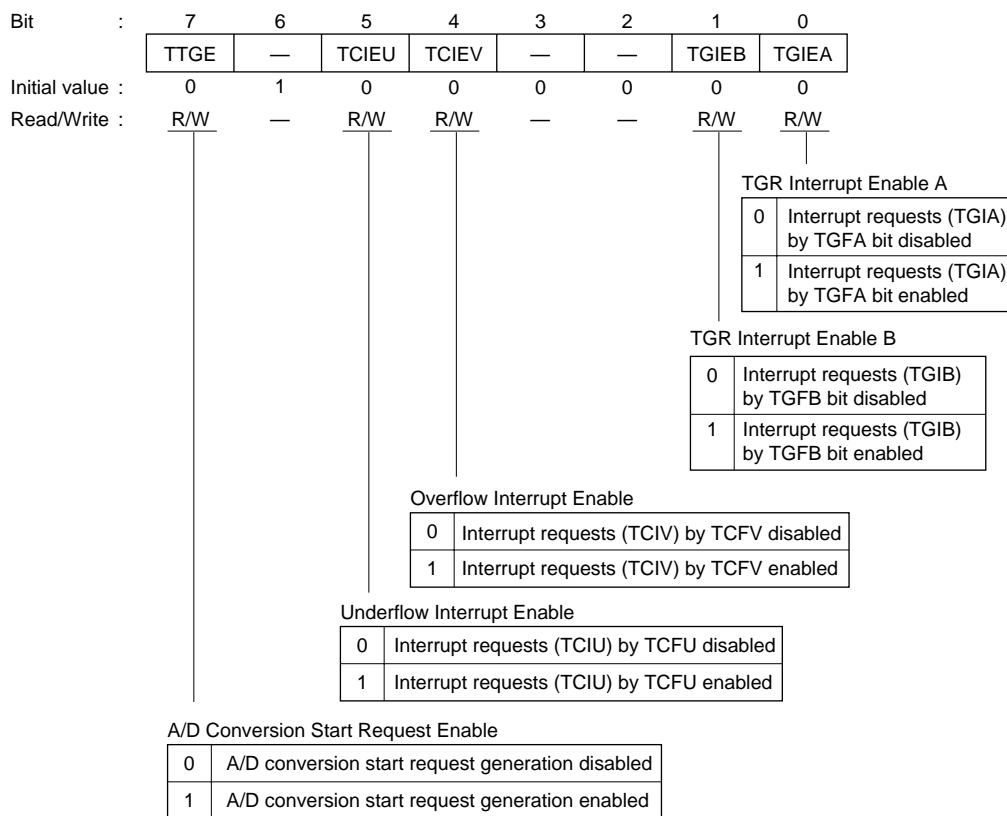 Bit : 7 6 5 4 3 2 1 0
TTGE — TCIEU TCIEV — — TGIEB TGIEA
Initial value : 0 1 0 0 0 0 0 0
Read/Write : R/W — R/W R/W — — R/W R/W
TGR Interrupt Enable A
0 Interrupt requests (TGIA)
by TGFA bit disabled
1 Interrupt requests (TGIA)
by TGFA bit enabled
TGR Interrupt Enable B
0 Interrupt requests (TGIB)
by TGFB bit disabled
1 Interrupt requests (TGIB)
by TGFB bit enabled
Overflow Interrupt Enable
0 Interrupt requests (TCIV) by TCFV disabled
1 Interrupt requests (TCIV) by TCFV enabled
Underflow Interrupt Enable
0 Interrupt requests (TCIU) by TCFU disabled
1 Interrupt requests (TCIU) by TCFU enabled
A/D Conversion Start Request Enable
0 A/D conversion start request generation disabled
1 A/D conversion start request generation enabled